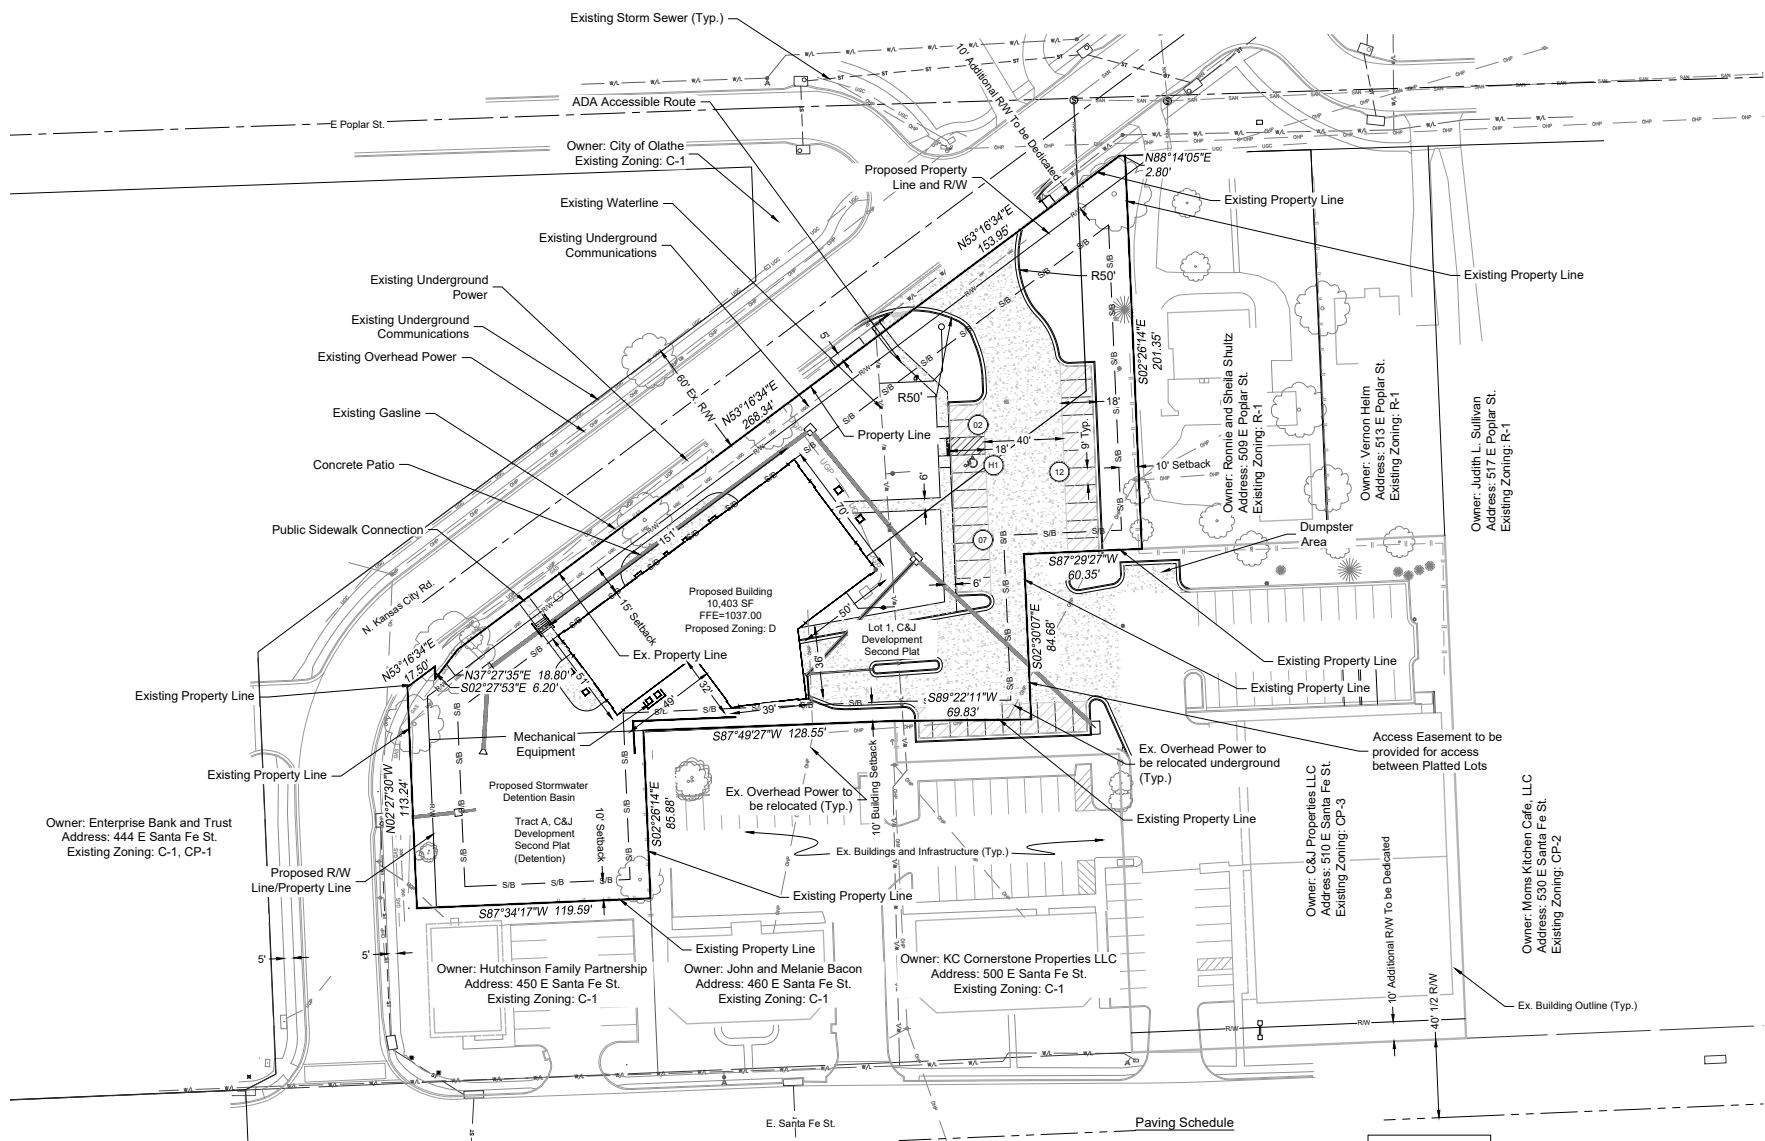 Existing Storm Sewer (Typ.)
ADA Accessible Route
E Poplar St.
Owner: City of Olathe
Existing Zoning: C-1
10' Additional R/W To be Dedicated
Proposed Property
Line and R/W
N88°14'05"E
2.80'
Existing Property Line
Existing Waterline
Existing Underground
Communications
N53°16'34"E
153.95'
R50'
Existing Property Line
Existing Underground
Power
Existing Underground
Communications
Existing Overhead Power
5'
60' Ex. R/W
N53°16'34"E
268.34'
R50'
S02°26'14"E
201.35'
18'
Owner: Ronnie and Sheila Shultz
Address: 509 E Poplar St.
Existing Zoning: R-1
Owner: Vernon Helm
Address: 513 E Poplar St.
Existing Zoning: R-1
Owner: Judith L. Sullivan
Address: 517 E Poplar St.
Existing Zoning: R-1
Existing Gasline
Property Line
02
40'
18'
H1
12
9' Typ.
10' Setback
Concrete Patio
6'
70'
151'
07
Public Sidewalk Connection
Dumpster
Area
S87°29'27"W
60.35'
6'
N. Kansas City Rd.
15' Setback
Proposed Building
10,403 SF
FFE=1037.00
Proposed Zoning: D
50'
Lot 1, C&J
Development
Second Plat
S02°30'07"E
84.68'
Ex. Property Line
36'
N53°16'34"E
17.50'
N37°27'35"E 18.80'
S02°27'53"E 6.20'
51'
Existing Property Line
Existing Property Line
Existing Property Line
32'
49'
39'
S89°22'11"W
69.83'
S87°49'27"W 128.55'
Mechanical
Equipment
Existing Property Line
N02°27'30"W
113.24'
Proposed Stormwater
Detention Basin
Tract A, C&J
Development
Second Plat
(Detention)
10' Setback
S02°26'14"E
85.88'
Ex. Overhead Power to
be relocated (Typ.)
10' Building Setback
Ex. Overhead Power to
be relocated underground
(Typ.)
Access Easement to be
provided for access
between Platted Lots
Existing Property Line
Ex. Buildings and Infrastructure (Typ.)
Owner: Enterprise Bank and Trust
Address: 444 E Santa Fe St.
Existing Zoning: C-1, CP-1
Proposed R/W
Line/Property Line
Existing Property Line
S87°34'17"W 119.59'
Existing Property Line
Owner: C&J Properties LLC
Address: 510 E Santa Fe St.
Existing Zoning: CP-3
Owner: Moms Kitchen Cafe, LLC
Address: 530 E Santa Fe St.
Existing Zoning: CP-2
5'
5'
Owner: Hutchinson Family Partnership
Address: 450 E Santa Fe St.
Existing Zoning: C-1
Owner: John and Melanie Bacon
Address: 460 E Santa Fe St.
Existing Zoning: C-1
Owner: KC Cornerstone Properties LLC
Address: 500 E Santa Fe St.
Existing Zoning: C-1
10' Additional R/W To be Dedicated
40' 1/2 R/W
Ex. Building Outline (Typ.)
E. Santa Fe St.
Paving Schedule